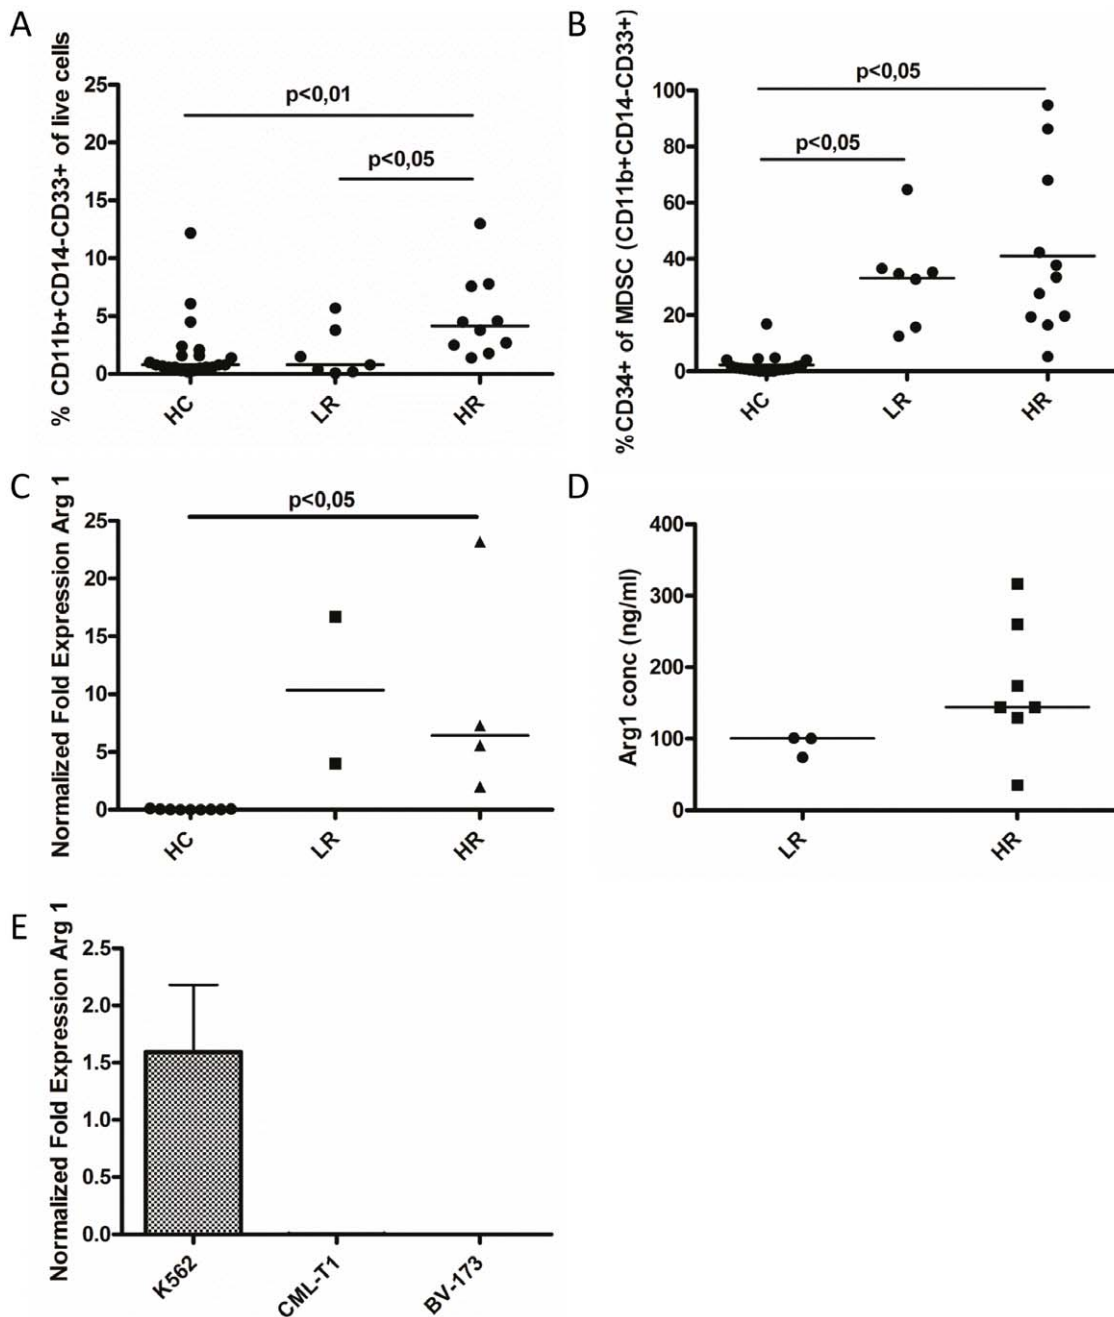 A
% CD11b+CD14-CD33+ of live cells
25
20
15
10
5
0
p<0,01
p<0,05
HC
LR
HR
B
%CD34+ of MDSC (CD11b+CD14-CD33+)
100
80
60
40
20
0
p<0,05
p<0,05
HC
LR
HR
C
Normalized Fold Expression Arg 1
25
20
15
10
5
0
p<0,05
HC
LR
HR
D
Arg1 conc (ng/ml)
400
300
200
100
0
LR
HR
E
Normalized Fold Expression Arg 1
2.5
2.0
1.5
1.0
0.5
0.0
K562
CML-T1
BV-173